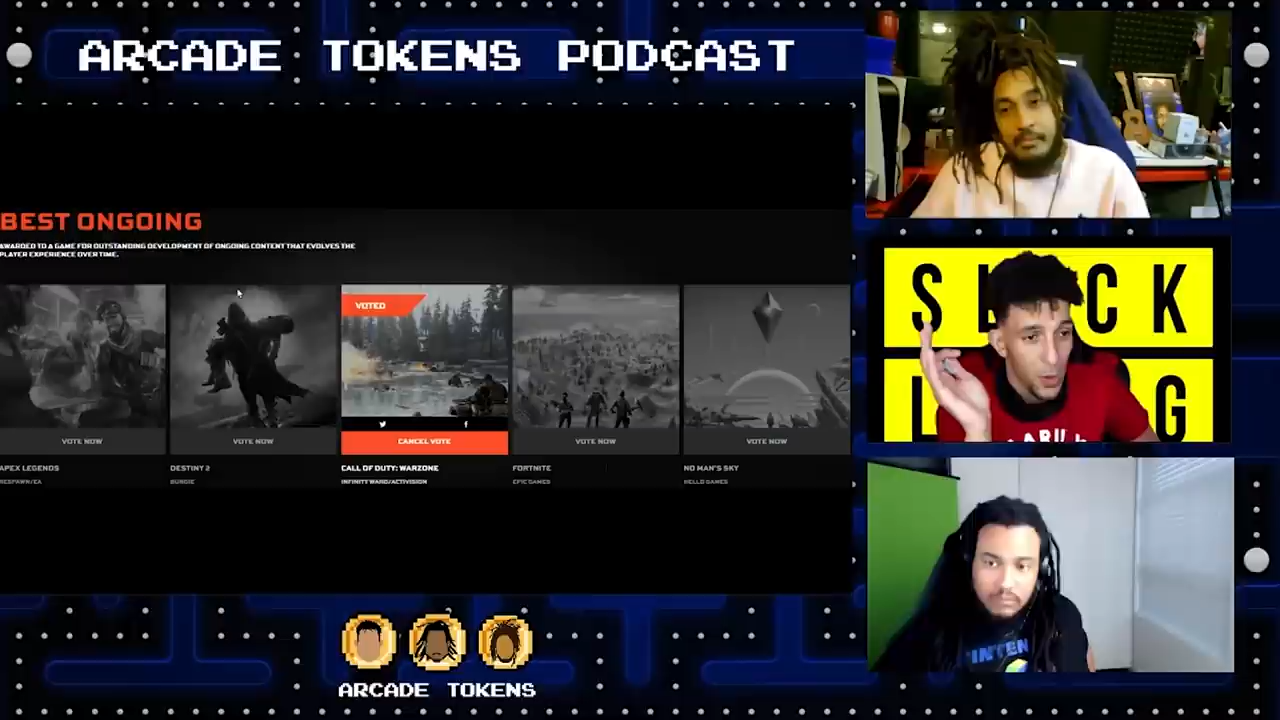 ARCADE TOKENS PODCAST
BEST ONGOING
AWARDED TO A GAME FOR OUTSTANDING DEVELOPMENT OF ONGOING CONTENT THAT EVOLVES THE
PLAYER EXPERIENCE OVER TIME.
VOTED
VOTE NOW
VOTE NOW
CANCEL VOTE
VOTE NOW
VOTE NOW
APEX LEGENDS
DESTINY 2
CALL OF DUTY: WARZONE
FORTNITE
NO MAN'S SKY
RESPAWN/EA
BUNGIE
INFINITY WARD/ACTIVISION
EPIC GAMES
HELLO GAMES
S CK
G
ARCADE TOKENS